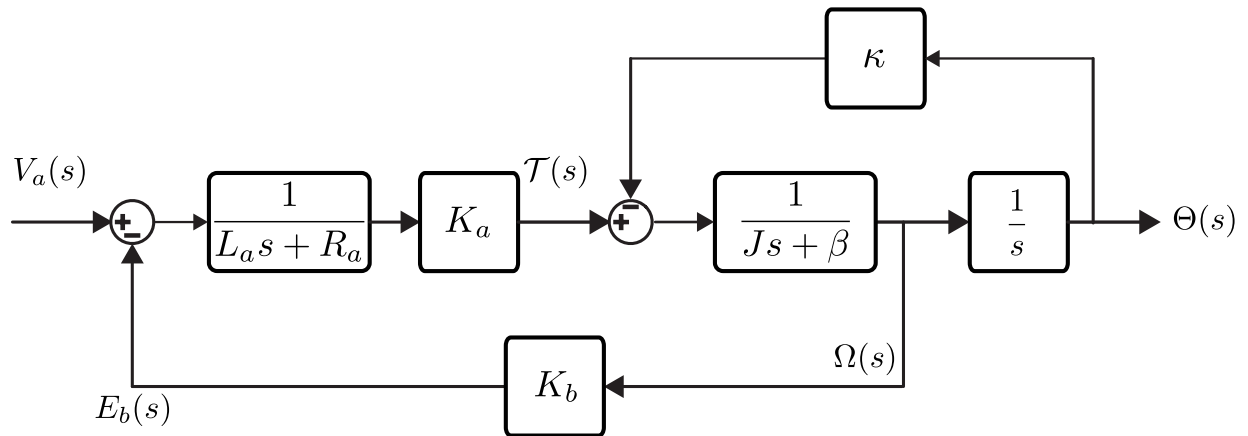 κ
V_a(s)
𝒯(s)
+
−
1
L_a s + R_a
K_a
−
+
1
Js + β
1
s
Θ(s)
Ω(s)
K_b
E_b(s)